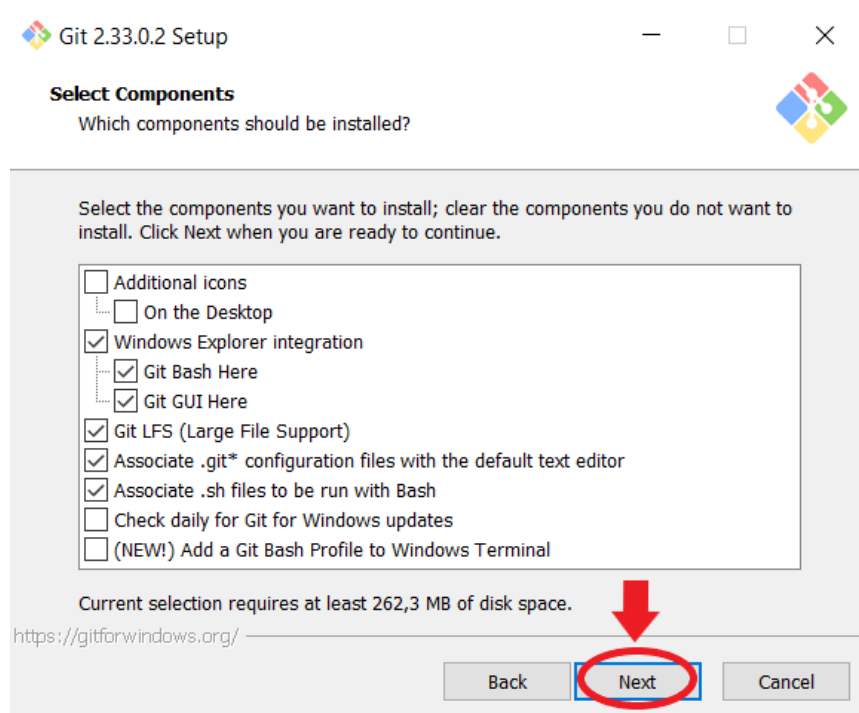 Git 2.33.0.2 Setup
Select Components
Which components should be installed?
Select the components you want to install; clear the components you do not want to
install. Click Next when you are ready to continue.
Additional icons
On the Desktop
Windows Explorer integration
Git Bash Here
Git GUI Here
Git LFS (Large File Support)
Associate .git* configuration files with the default text editor
Associate .sh files to be run with Bash
Check daily for Git for Windows updates
(NEW!) Add a Git Bash Profile to Windows Terminal
Current selection requires at least 262,3 MB of disk space.
https://gitforwindows.org/
Back Next Cancel